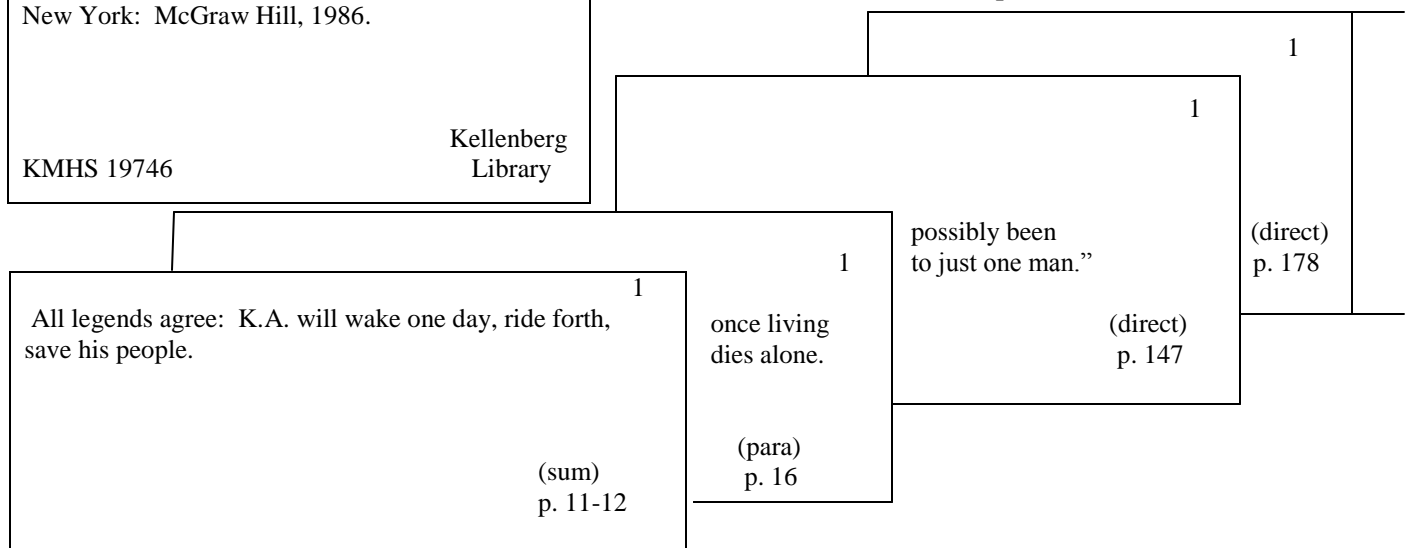 New York: McGraw Hill, 1986.
Kellenberg
KMHS 19746 Library
1
All legends agree: K.A. will wake one day, ride forth,
save his people.
(sum)
p. 11-12
1
once living
dies alone.
(para)
p. 16
1
possibly been
to just one man.”
(direct)
p. 147
1
(direct)
p. 178